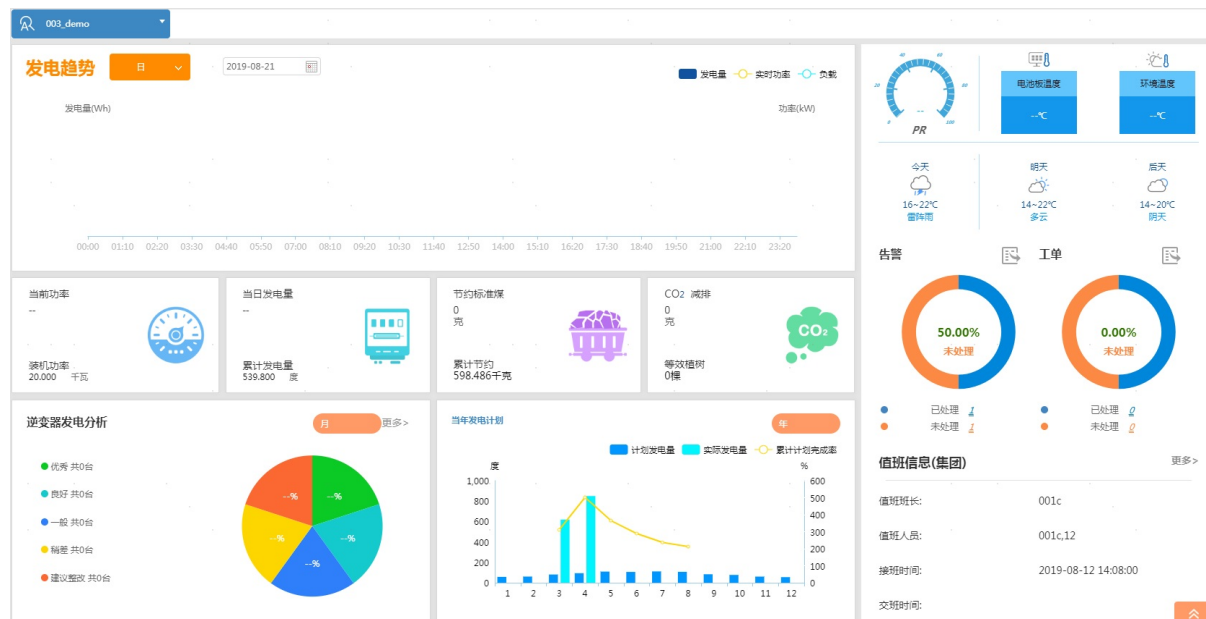 003_demo
发电趋势
日
2019-08-21
发电量 实时功率 负载
发电量(Wh)
功率(kW)
00:00 01:10 02:20 03:30 04:40 05:50 07:00 08:10 09:20 10:30 11:40 12:50 14:00 15:10 16:20 17:30 18:40 19:50 21:00 22:10 23:20
0 20 40 60 80 100
--
PR
电池板温度
--℃
环境温度
--℃
今天
16~22℃
雷阵雨
明天
14~22℃
多云
后天
14~20℃
阴天
当前功率
--
装机功率
20.000 千瓦
当日发电量
--
累计发电量
539.800 度
节约标准煤
0
克
累计节约
598.486千克
CO2 减排
0
克
等效植树
0棵
CO2
告警
50.00%
未处理
已处理 1
未处理 1
工单
0.00%
未处理
已处理 0
未处理 0
逆变器发电分析
月
更多>
优秀 共0台
良好 共0台
一般 共0台
稍差 共0台
建议整改 共0台
--%
--%
--%
--%
--%
当年发电计划
年
计划发电量 实际发电量 累计计划完成率
度
%
1,000
800
600
400
200
0
600
500
400
300
200
100
0
1 2 3 4 5 6 7 8 9 10 11 12
值班信息(集团)
更多>
值班班长: 001c
值班人员: 001c,12
接班时间: 2019-08-12 14:08:00
交班时间: